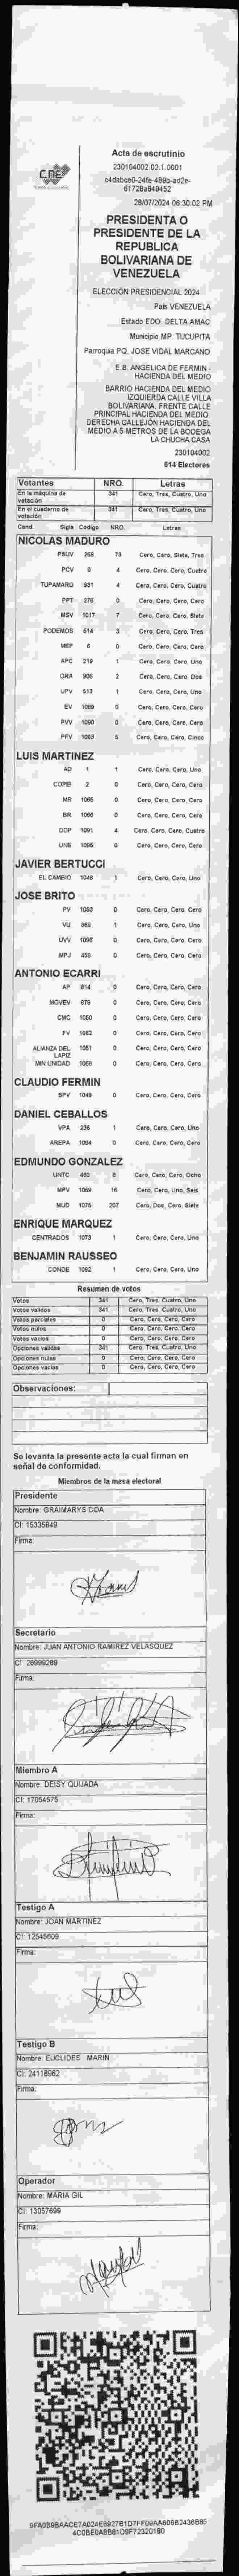 CNE
Acta de escrutinio
230104002.02.1.0001
c4dabce0-24fe-489b-ad2e-
61728a849452
28/07/2024 06:30:02 PM
PRESIDENTA O
PRESIDENTE DE LA
REPUBLICA
BOLIVARIANA DE
VENEZUELA
ELECCIÓN PRESIDENCIAL 2024
País VENEZUELA
Estado EDO. DELTA AMAC
Municipio MP. TUCUPITA
Parroquia PQ. JOSE VIDAL MARCANO
E.B. ANGELICA DE FERMIN -
HACIENDA DEL MEDIO
BARRIO HACIENDA DEL MEDIO
IZQUIERDA CALLE VILLA
BOLIVARIANA. FRENTE CALLE
PRINCIPAL HACIENDA DEL MEDIO.
DERECHA CALLEJÓN HACIENDA DEL
MEDIO A 5 METROS DE LA BODEGA
LA CHUCHA CASA
230104002
614 Electores
Votantes NRO. Letras
En la máquina de votación 341 Cero, Tres, Cuatro, Uno
En el cuaderno de votación 341 Cero, Tres, Cuatro, Uno
Cand. Sigla Codigo NRO. Letras
NICOLAS MADURO
PSUV 268 73 Cero, Cero, Siete, Tres
PCV 9 4 Cero, Cero, Cero, Cuatro
TUPAMARO 931 4 Cero, Cero, Cero, Cuatro
PPT 276 0 Cero, Cero, Cero, Cero
MSV 1017 7 Cero, Cero, Cero, Siete
PODEMOS 514 3 Cero, Cero, Cero, Tres
MEP 6 0 Cero, Cero, Cero, Cero
APC 219 1 Cero, Cero, Cero, Uno
ORA 906 2 Cero, Cero, Cero, Dos
UPV 513 1 Cero, Cero, Cero, Uno
EV 1089 0 Cero, Cero, Cero, Cero
PVV 1090 0 Cero, Cero, Cero, Cero
PFV 1093 5 Cero, Cero, Cero, Cinco
LUIS MARTINEZ
AD 1 1 Cero, Cero, Cero, Uno
COPEI 2 0 Cero, Cero, Cero, Cero
MR 1065 0 Cero, Cero, Cero, Cero
BR 1066 0 Cero, Cero, Cero, Cero
DDP 1091 4 Cero, Cero, Cero, Cuatro
UNE 1095 0 Cero, Cero, Cero, Cero
JAVIER BERTUCCI
EL CAMBIO 1048 1 Cero, Cero, Cero, Uno
JOSE BRITO
PV 1053 0 Cero, Cero, Cero, Cero
VU 868 1 Cero, Cero, Cero, Uno
UVV 1096 0 Cero, Cero, Cero, Cero
MPJ 458 0 Cero, Cero, Cero, Cero
ANTONIO ECARRI
AP 814 0 Cero, Cero, Cero, Cero
MOVEV 878 0 Cero, Cero, Cero, Cero
CMC 1050 0 Cero, Cero, Cero, Cero
FV 1082 0 Cero, Cero, Cero, Cero
ALIANZA DEL LAPIZ 1051 0 Cero, Cero, Cero, Cero
MIN UNIDAD 1068 0 Cero, Cero, Cero, Cero
CLAUDIO FERMIN
SPV 1049 0 Cero, Cero, Cero, Cero
DANIEL CEBALLOS
VPA 236 1 Cero, Cero, Cero, Uno
AREPA 1094 0 Cero, Cero, Cero, Cero
EDMUNDO GONZALEZ
UNTC 480 8 Cero, Cero, Cero, Ocho
MPV 1069 16 Cero, Cero, Uno, Seis
MUD 1076 207 Cero, Dos, Cero, Siete
ENRIQUE MARQUEZ
CENTRADOS 1073 1 Cero, Cero, Cero, Uno
BENJAMIN RAUSSEO
CONDE 1092 1 Cero, Cero, Cero, Uno
Resumen de votos
Votos 341 Cero, Tres, Cuatro, Uno
Votos validos 341 Cero, Tres, Cuatro, Uno
Votos parciales 0 Cero, Cero, Cero, Cero
Votos nulos 0 Cero, Cero, Cero, Cero
Votos vacios 0 Cero, Cero, Cero, Cero
Opciones validas 341 Cero, Tres, Cuatro, Uno
Opciones nulas 0 Cero, Cero, Cero, Cero
Opciones vacias 0 Cero, Cero, Cero, Cero
Observaciones:
Se levanta la presente acta la cual firman en
señal de conformidad.
Miembros de la mesa electoral
Presidente
Nombre: GRAIMARYS COA
CI: 15335849
Firma:
Secretario
Nombre: JUAN ANTONIO RAMIREZ VELASQUEZ
CI: 26999289
Firma:
Miembro A
Nombre: DEISY QUIJADA
CI: 17054575
Firma:
Testigo A
Nombre: JOAN MARTINEZ
CI: 12545609
Firma:
Testigo B
Nombre: EUCLIDES MARIN
CI: 24118962
Firma:
Operador
Nombre: MARIA GIL
CI: 13057699
Firma:
9FA0B9BAACE7A024E6927B1D7FF09AA606B2436B85
4C0BE0A5B81D9F72320180